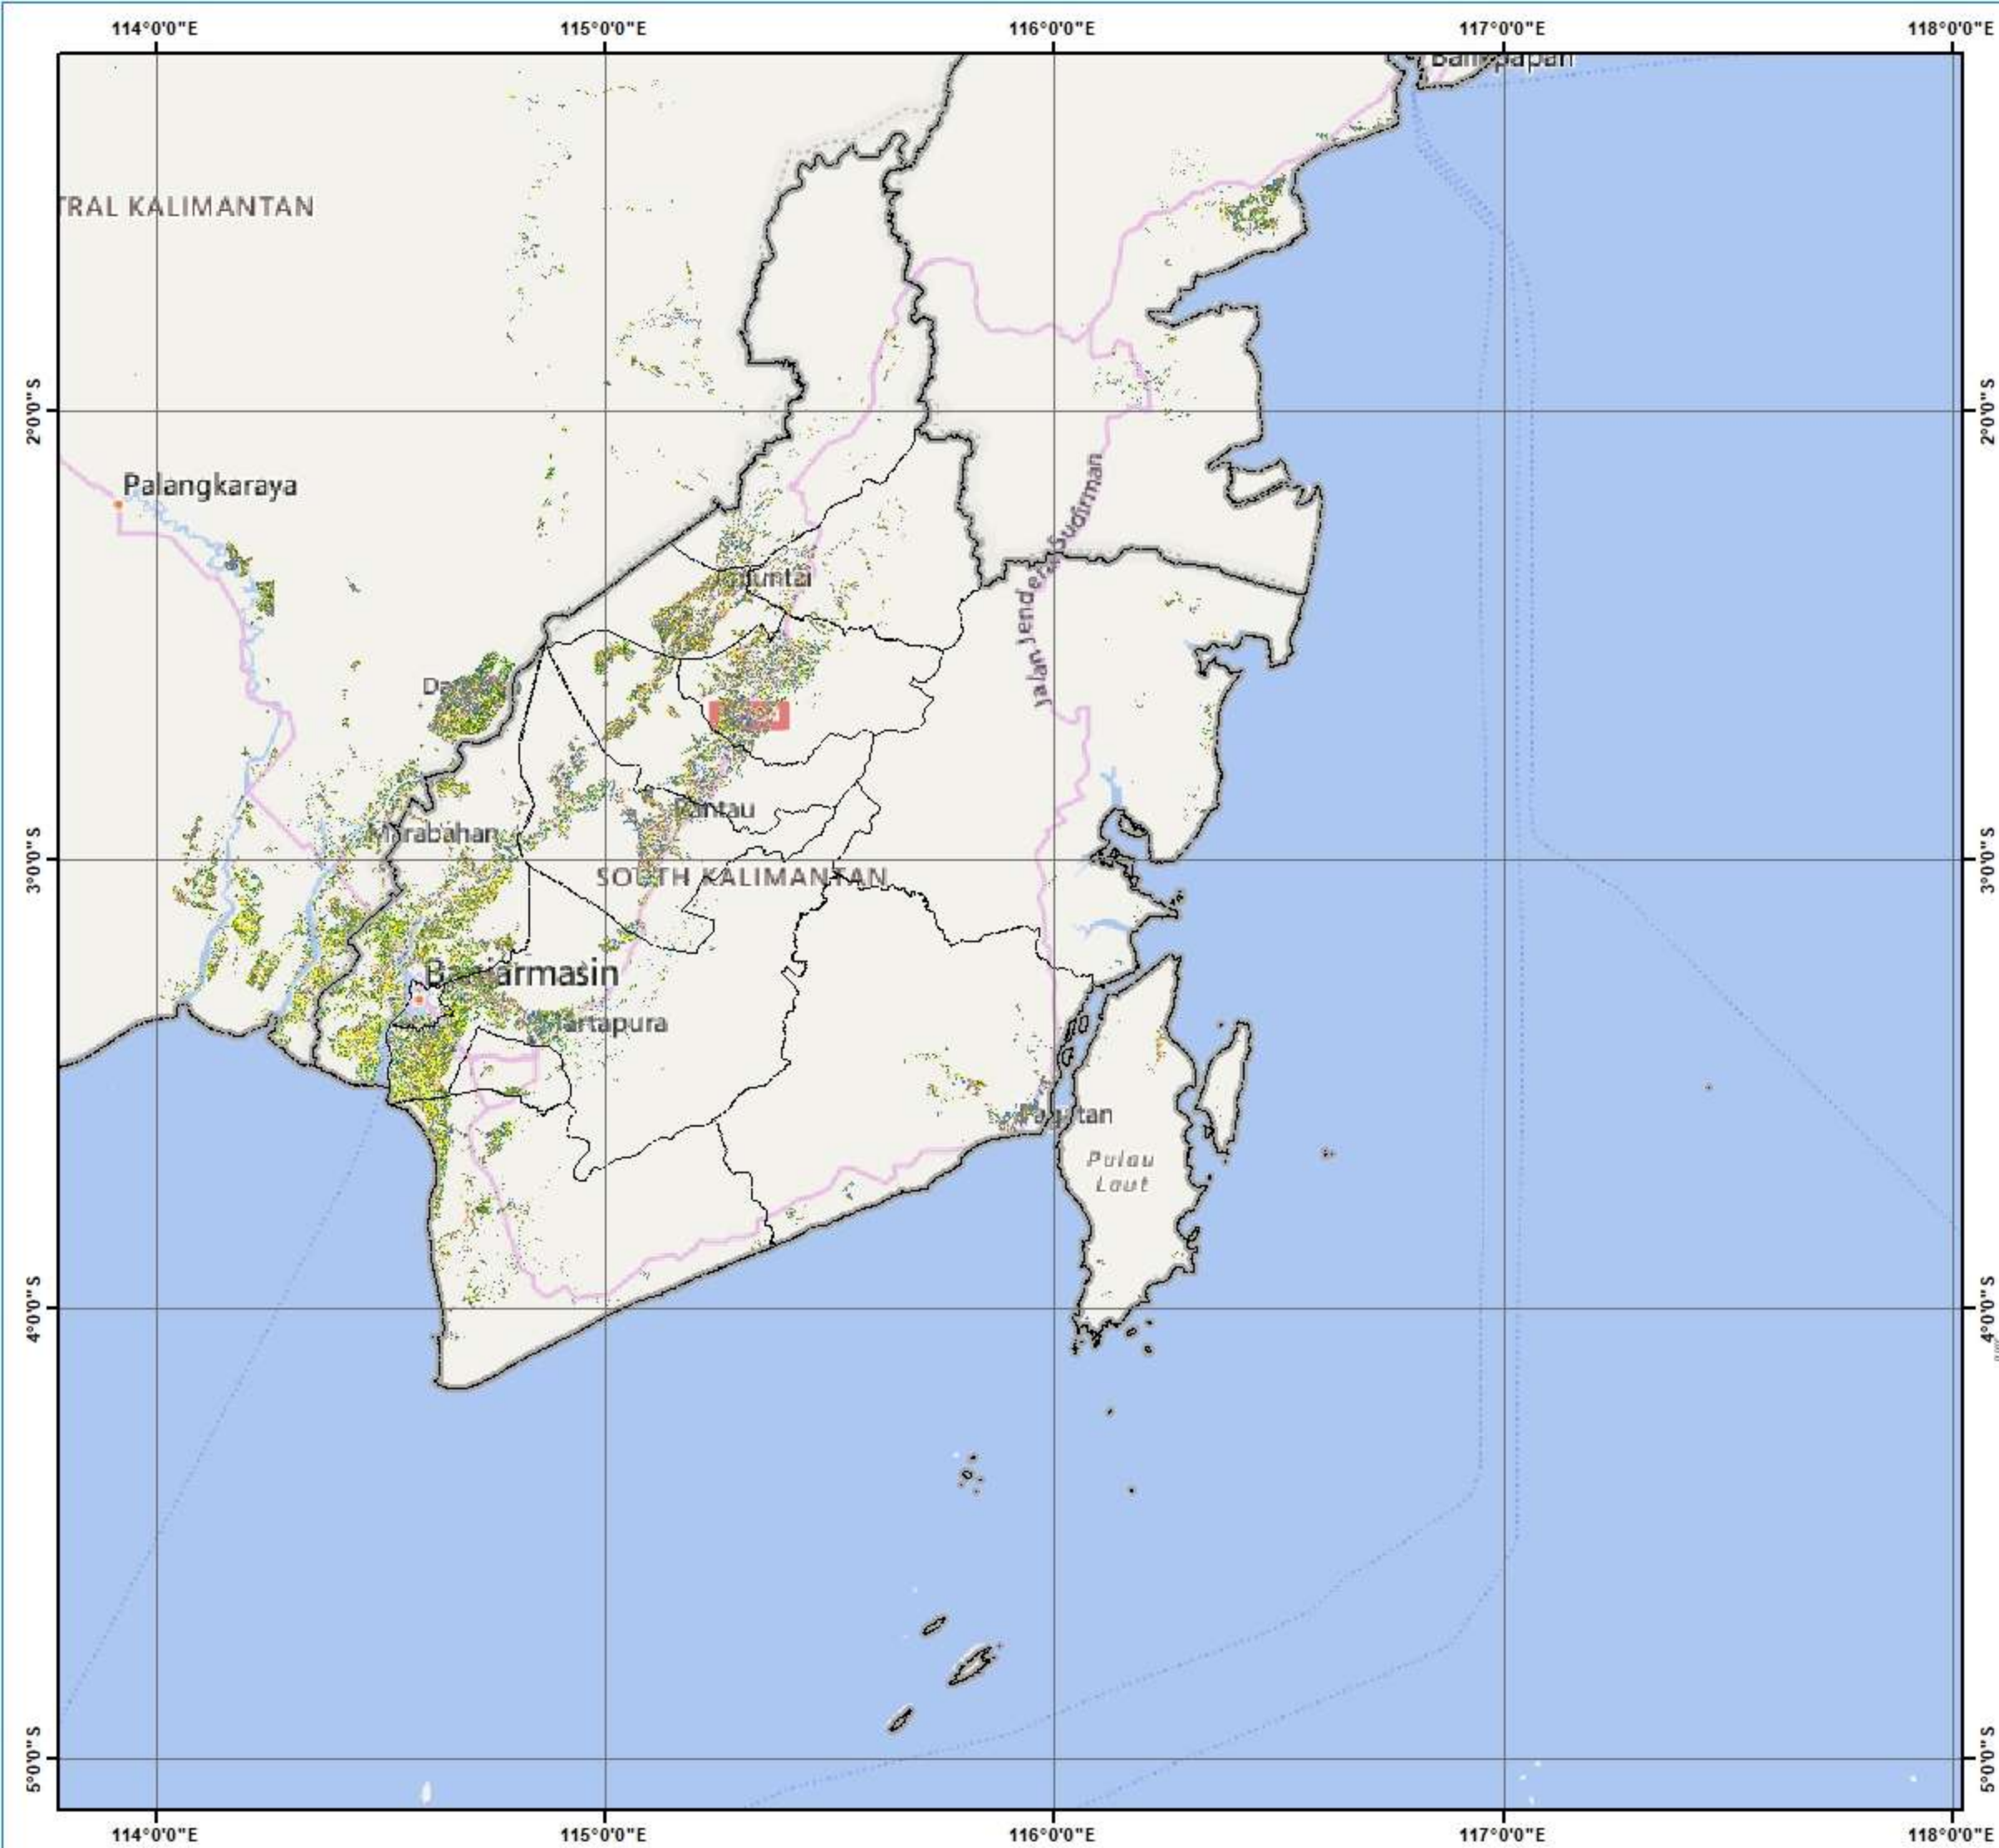 114°0'0"E 115°0'0"E 116°0'0"E 117°0'0"E 118°0'0"E
Balikpapan
TRAL KALIMANTAN
2°0'0"S 2°0'0"S
Palangkaraya
Jalan Jenderal Sudirman
Rantau
Marabahan
3°0'0"S 3°0'0"S
SOUTH KALIMANTAN
Banjarmasin
Martapura
Pagatan
Pulau
Laut
4°0'0"S 4°0'0"S
5°0'0"S 5°0'0"S
114°0'0"E 115°0'0"E 116°0'0"E 117°0'0"E 118°0'0"E